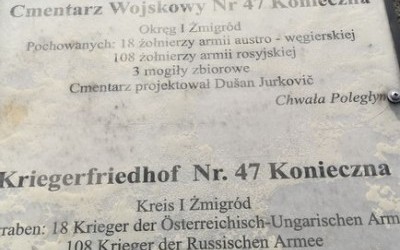 Cmentarz Wojskowy Nr 47 Konieczna
Okręg I Żmigród
Pochowanych: 18 żołnierzy armii austro - węgierskiej
108 żołnierzy armii rosyjskiej
3 mogiły zbiorowe
Cmentarz projektował Dušan Jurkovič
Chwała Poległym
Kriegerfriedhof Nr. 47 Konieczna
Kreis I Żmigród
raben: 18 Krieger der Österreichisch-Ungarischen Arm
108 Krieger der Russischen Armee